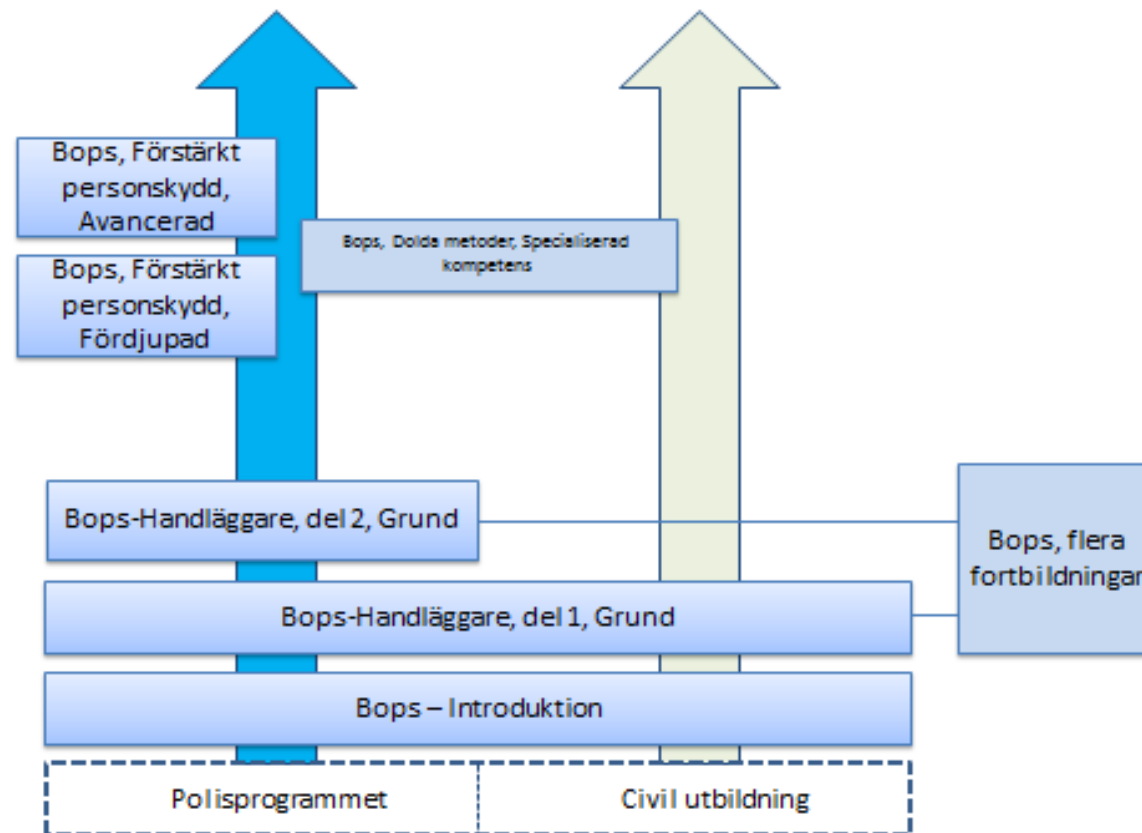 Bops, Förstärkt
personskydd,
Avancerad
Bops, Dolda metoder, Specialiserad
kompetens
Bops, Förstärkt
personskydd,
Fördjupad
Bops-Handläggare, del 2, Grund
Bops, flera
fortbildningar
Bops-Handläggare, del 1, Grund
Bops – Introduktion
Polisprogrammet
Civil utbildning